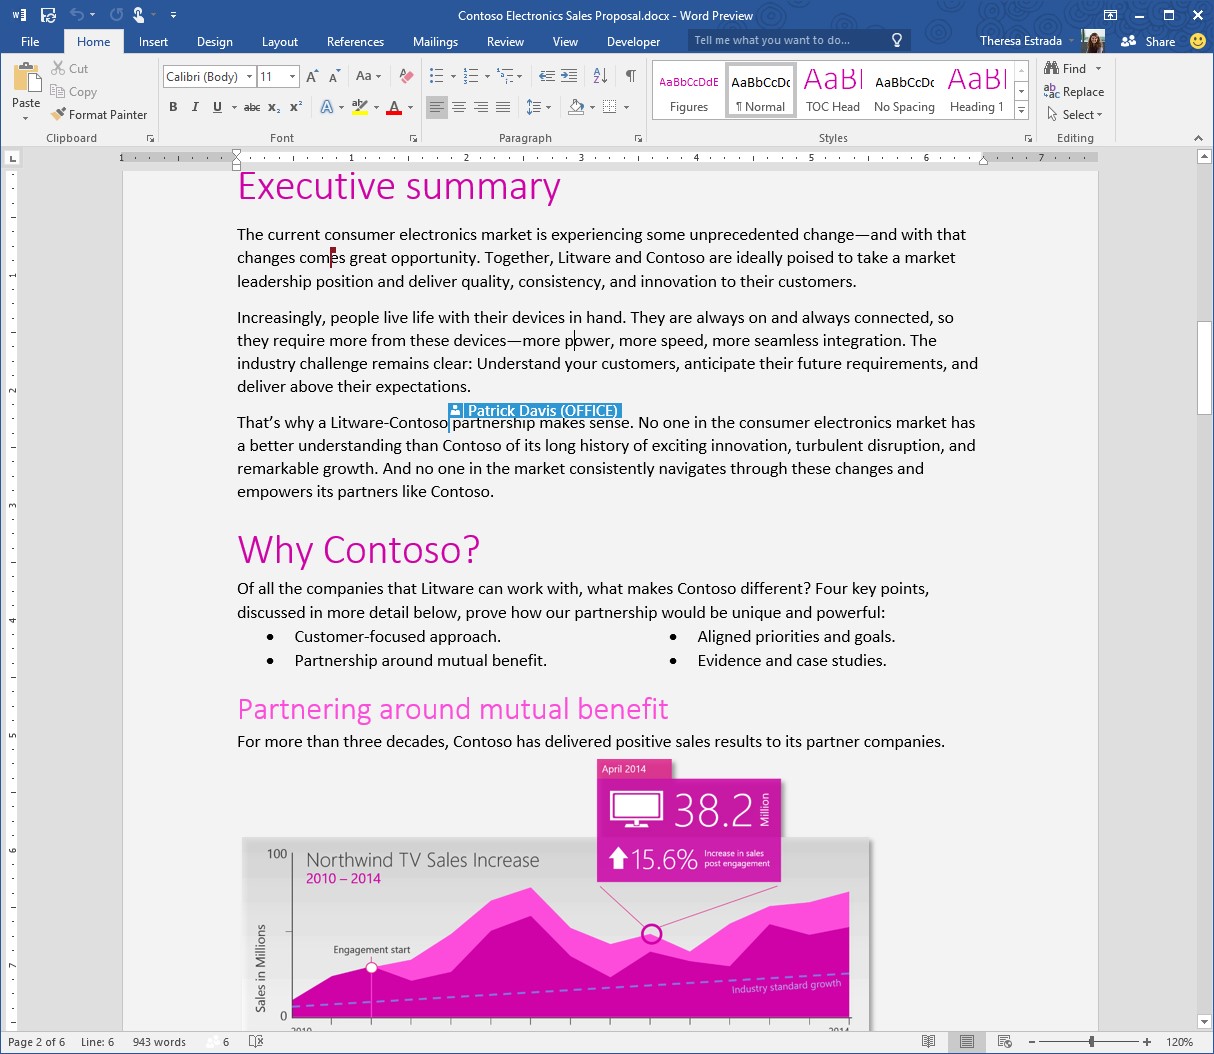 Contoso Electronics Sales Proposal.docx - Word Preview
File Home Insert Design Layout References Mailings Review View Developer Tell me what you want to do... Theresa Estrada Share
Paste
Cut
Copy
Format Painter
Clipboard
Calibri (Body) 11
Font
Paragraph
AaBbCcDdE AaBbCcDc AaBl AaBbCcDc AaBl
Figures ¶ Normal TOC Head No Spacing Heading 1
Styles
Find
Replace
Select
Editing
1 1 2 3 4 5 6 7
Executive summary
The current consumer electronics market is experiencing some unprecedented change—and with that
changes comes great opportunity. Together, Litware and Contoso are ideally poised to take a market
leadership position and deliver quality, consistency, and innovation to their customers.
Increasingly, people live life with their devices in hand. They are always on and always connected, so
they require more from these devices—more power, more speed, more seamless integration. The
industry challenge remains clear: Understand your customers, anticipate their future requirements, and
deliver above their expectations.
Patrick Davis (OFFICE)
That's why a Litware-Contoso partnership makes sense. No one in the consumer electronics market has
a better understanding than Contoso of its long history of exciting innovation, turbulent disruption, and
remarkable growth. And no one in the market consistently navigates through these changes and
empowers its partners like Contoso.
Why Contoso?
Of all the companies that Litware can work with, what makes Contoso different? Four key points,
discussed in more detail below, prove how our partnership would be unique and powerful:
• Customer-focused approach.
• Partnership around mutual benefit.
• Aligned priorities and goals.
• Evidence and case studies.
Partnering around mutual benefit
For more than three decades, Contoso has delivered positive sales results to its partner companies.
April 2014
38.2 Million
15.6% Increase in sales
post engagement
Northwind TV Sales Increase
2010 – 2014
100
Sales in Millions
0
Engagement start
Industry standard growth
2010
2014
Page 2 of 6 Line: 6 943 words 6 120%